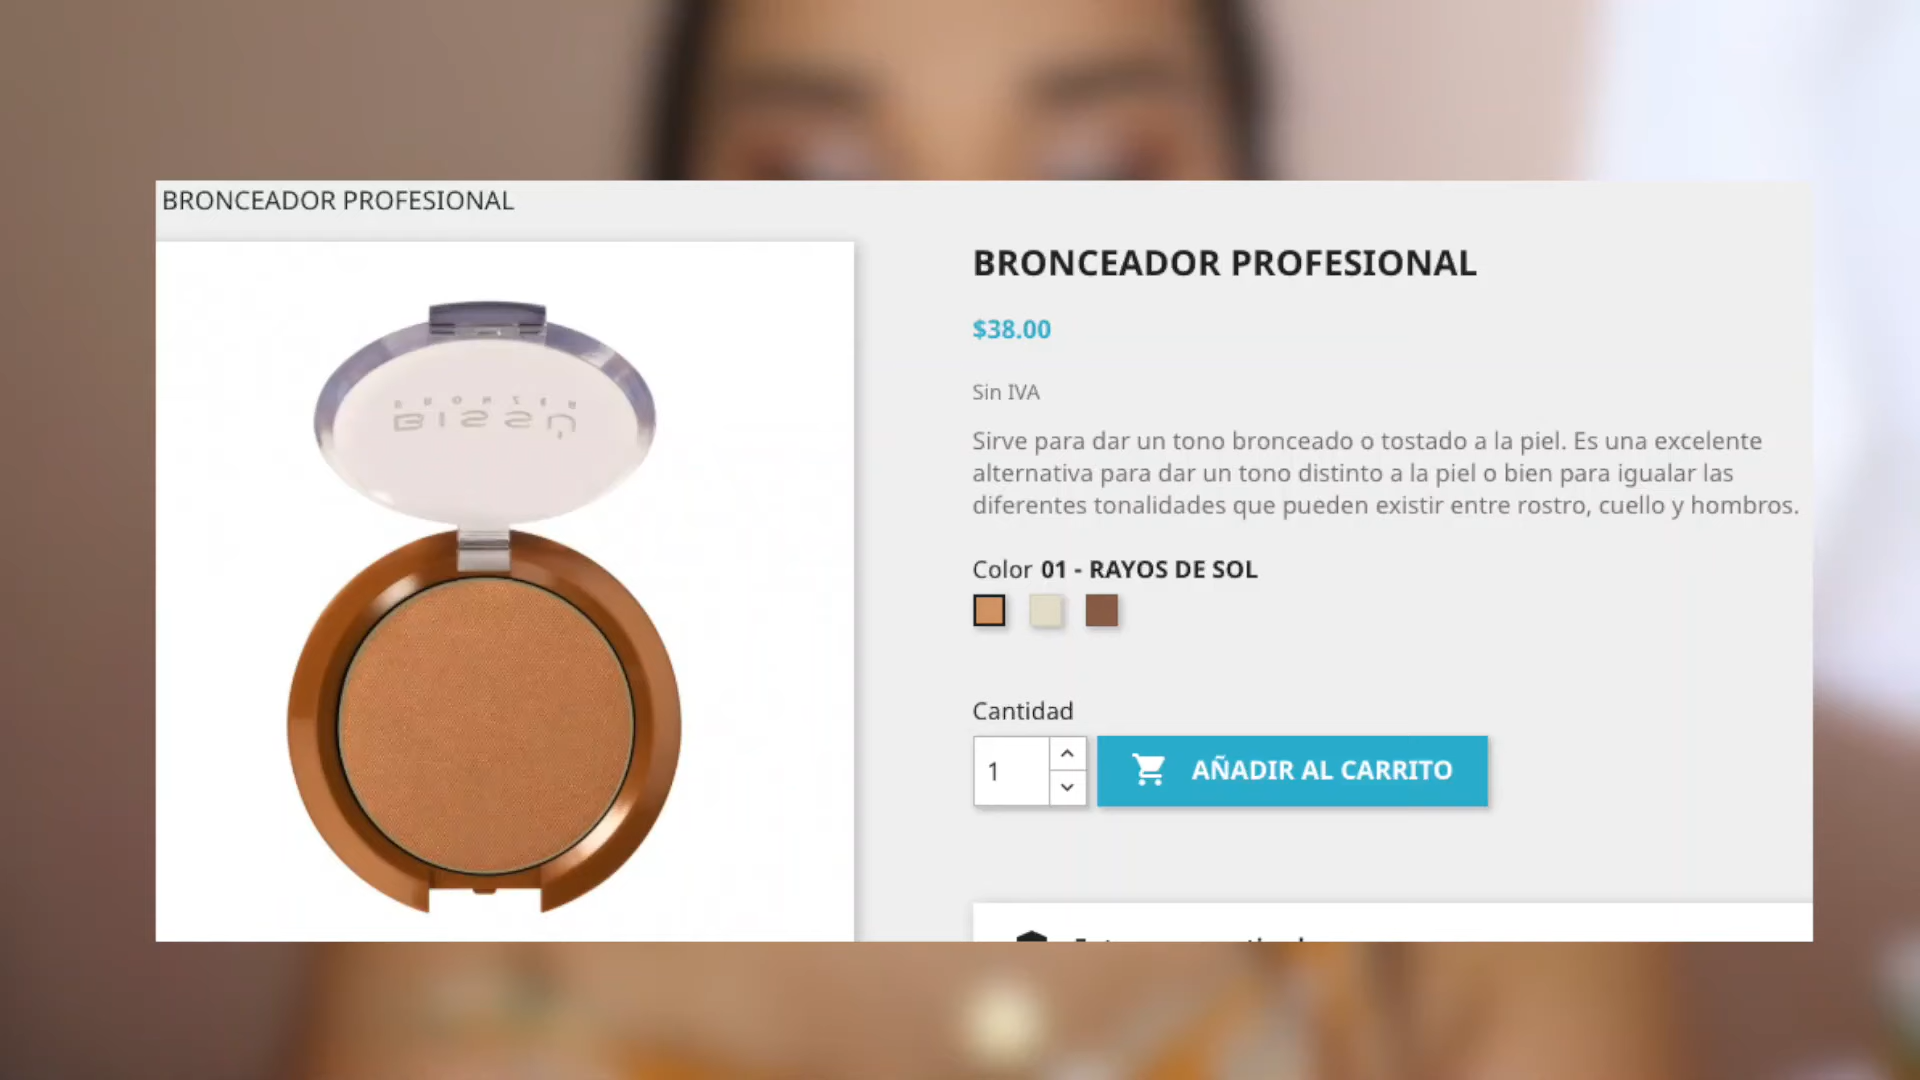 BRONCEADOR PROFESIONAL
BRONZER
BISSÚ
BRONCEADOR PROFESIONAL
$38.00
Sin IVA
Sirve para dar un tono bronceado o tostado a la piel. Es una excelente
alternativa para dar un tono distinto a la piel o bien para igualar las
diferentes tonalidades que pueden existir entre rostro, cuello y hombros.
Color 01 - RAYOS DE SOL
Cantidad
1
AÑADIR AL CARRITO